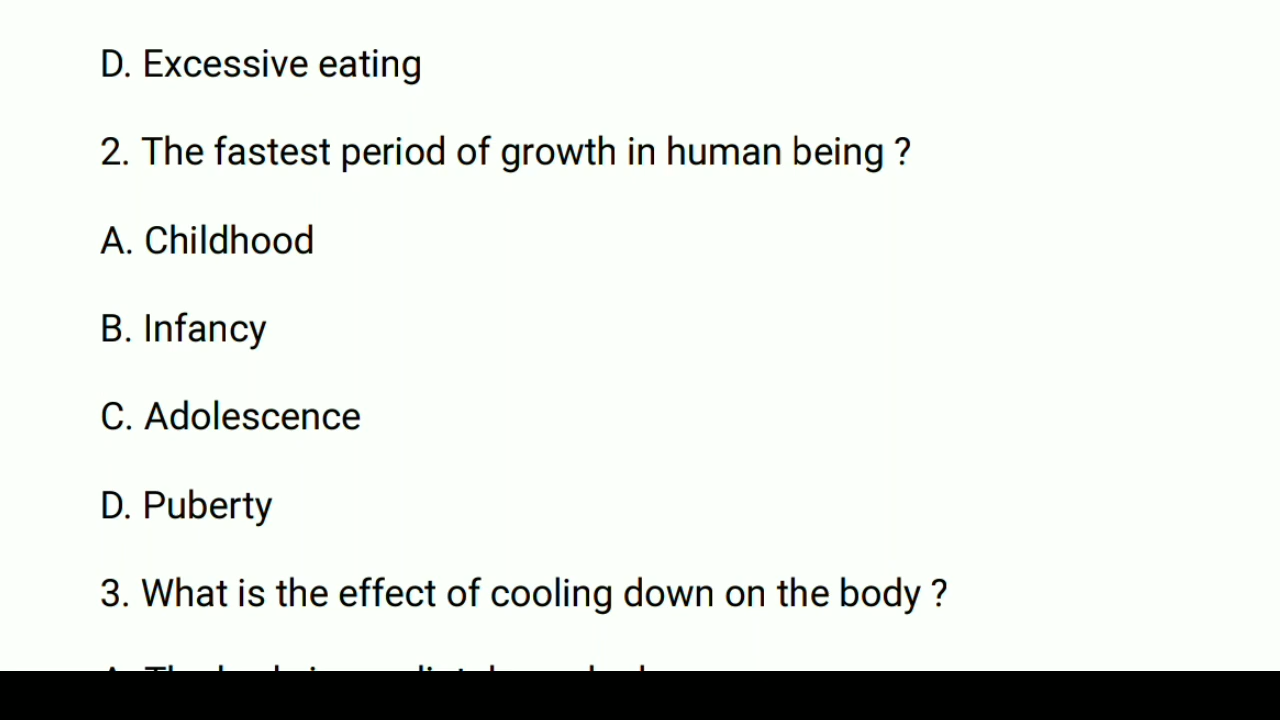 D. Excessive eating
2. The fastest period of growth in human being ?
A. Childhood
B. Infancy
C. Adolescence
D. Puberty
3. What is the effect of cooling down on the body ?